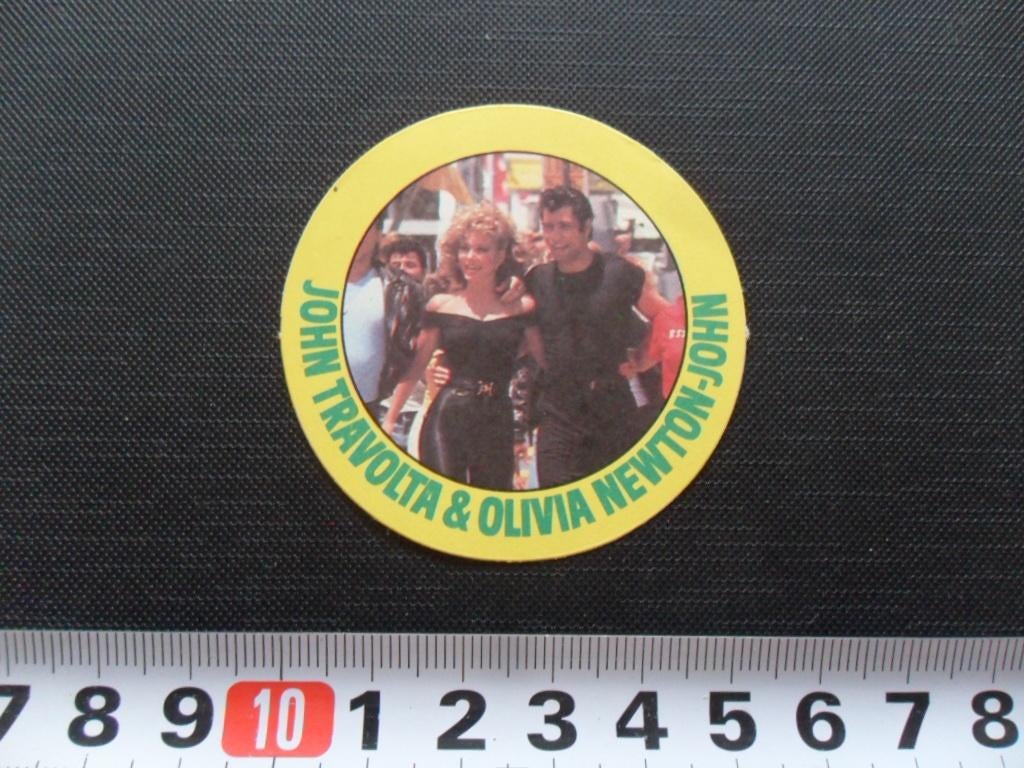 JOHN TRAVOLTA & OLIVIA NEWTON-JOHN
7 8 9 10 1 2 3 4 5 6 7 8